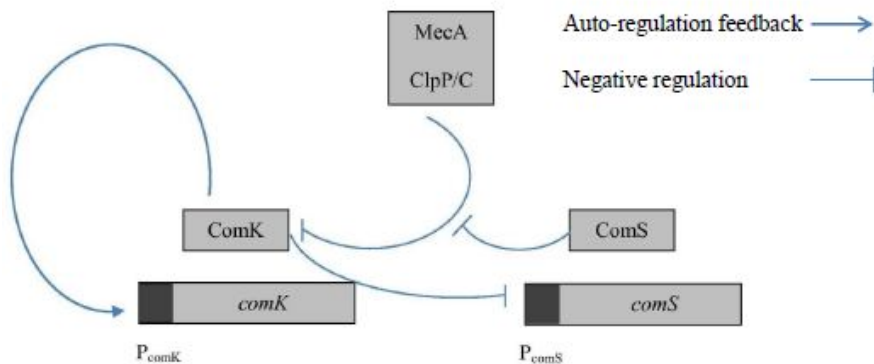 MecA
ClpP/C
Auto-regulation feedback
Negative regulation
ComK
ComS
comK
comS
PcomK
PcomS